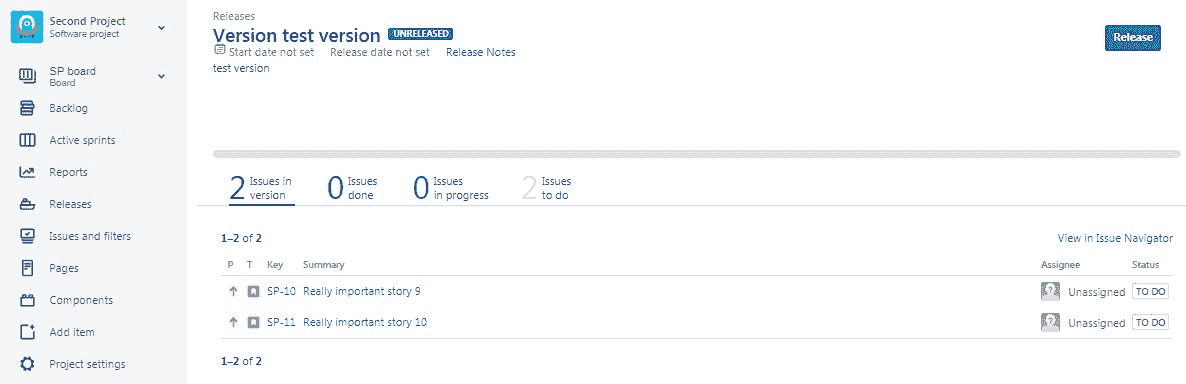 Second Project
Software project
SP board
Board
Backlog
Active sprints
Reports
Releases
Issues and filters
Pages
Components
Add item
Project settings
Releases
Version test version UNRELEASED
Start date not set Release date not set Release Notes
test version
Release
2 Issues in version
0 Issues done
0 Issues in progress
2 Issues to do
1–2 of 2 View in Issue Navigator
P T Key Summary Assignee Status
SP-10 Really important story 9 Unassigned TO DO
SP-11 Really important story 10 Unassigned TO DO
1–2 of 2